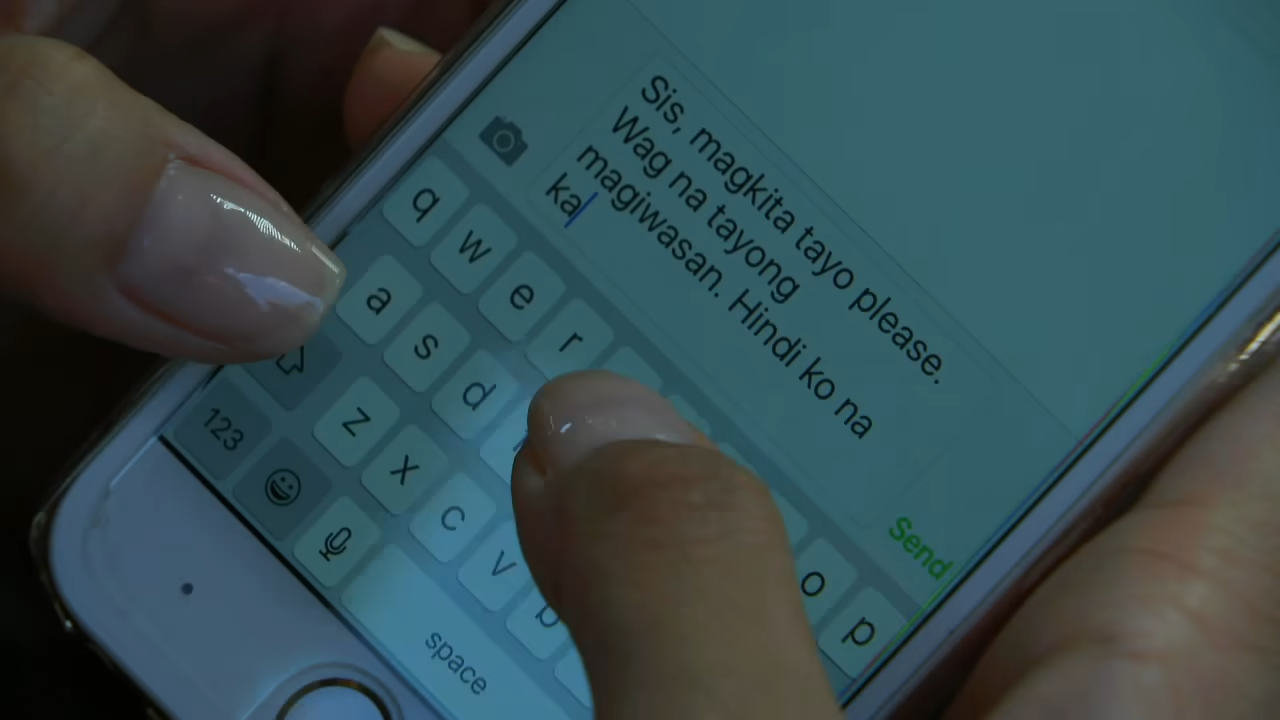 Sis, magkita tayo please.
Wag na tayong
magiwasan. Hindi ko na
ka
Send
q w e r o p
a s d
z x c v b
123
space